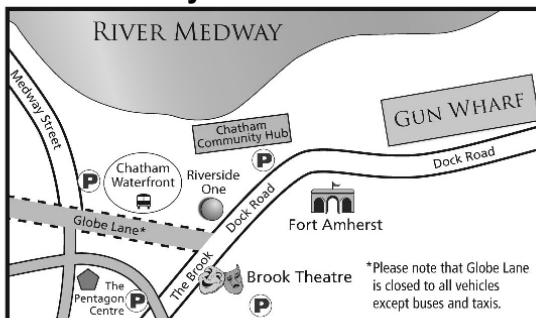 RIVER MEDWAY
Medway Street
GUN WHARF
Chatham
Community Hub
P
Dock Road
P
Chatham
Waterfront
Riverside
One
Dock Road
Fort Amherst
Globe Lane*
The Brook
Brook Theatre
*Please note that Globe Lane
is closed to all vehicles
except buses and taxis.
The
Pentagon
Centre
P
P